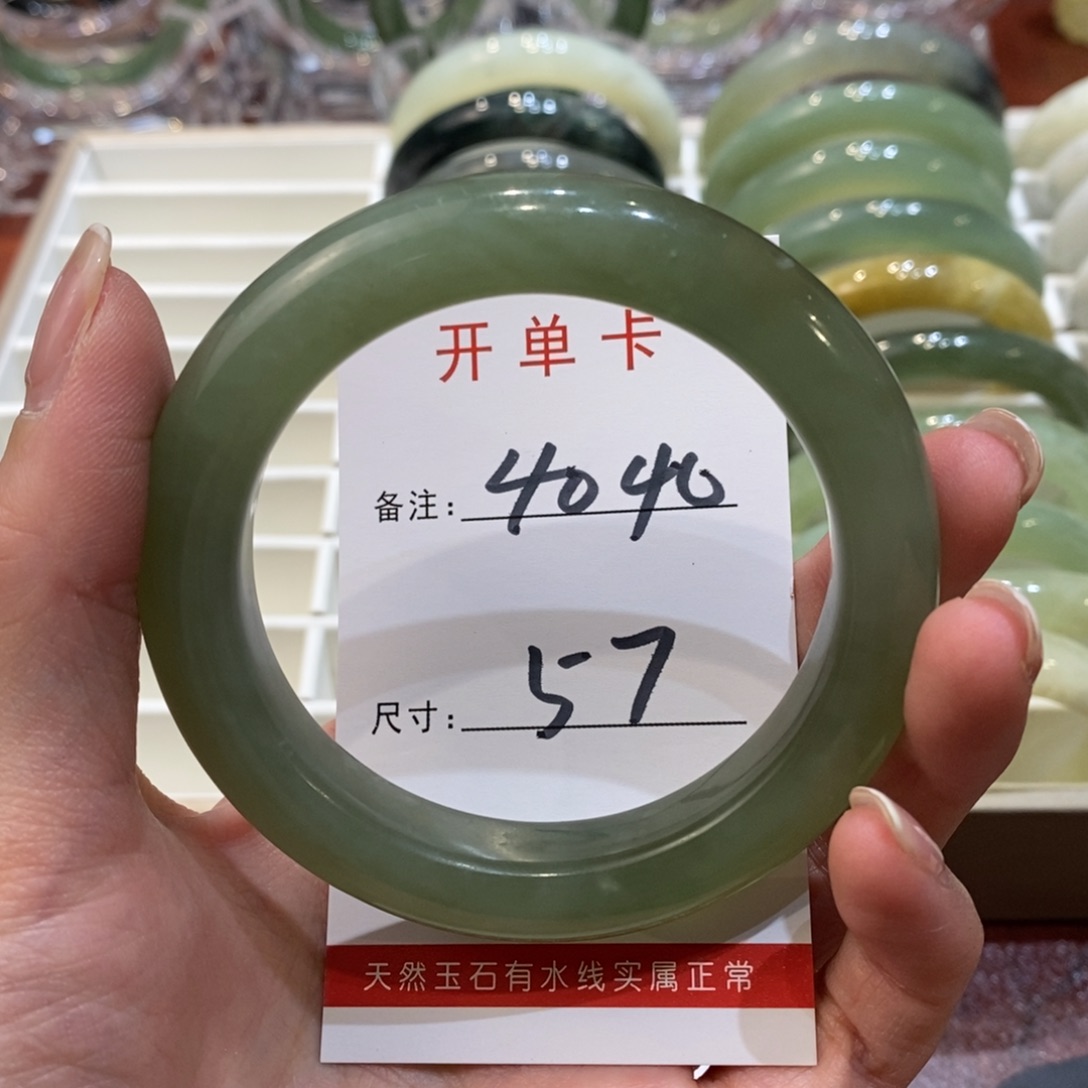 开单卡
备注: 4040
尺寸: 57
天然玉石有水线实属正常